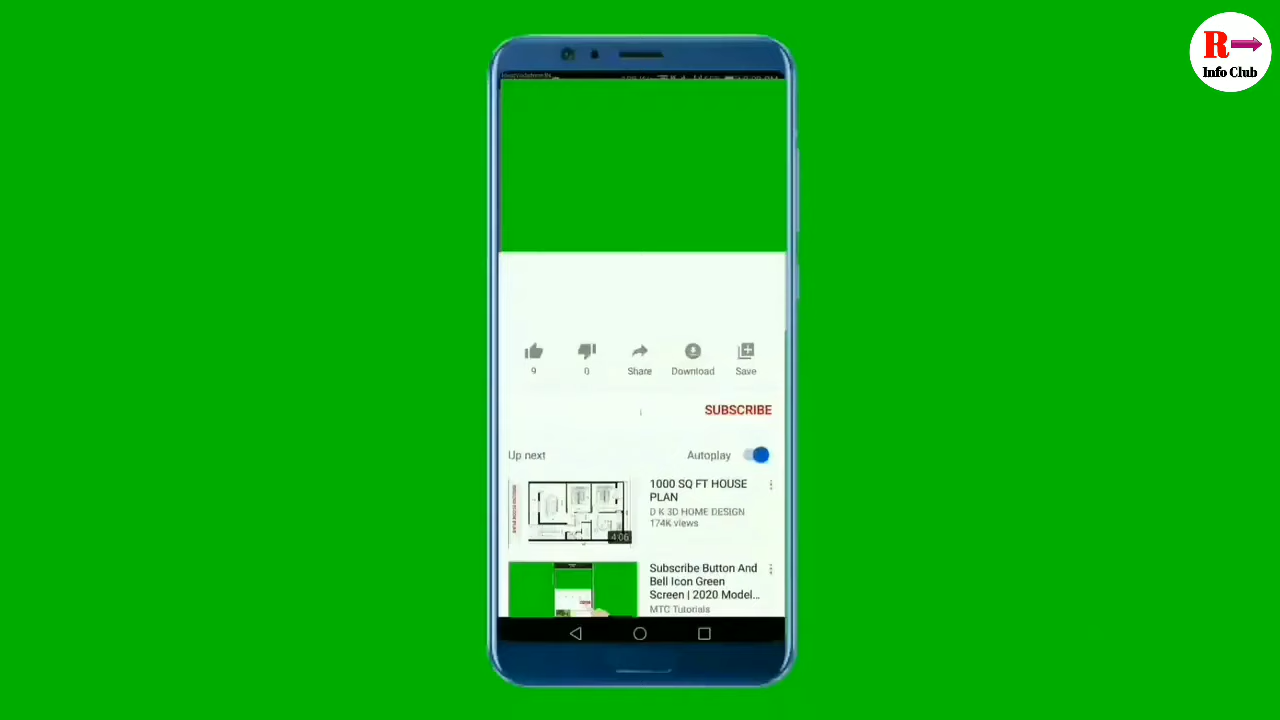 R
Info Club
9
0
Share
Download
Save
SUBSCRIBE
Up next
Autoplay
1000 SQ FT HOUSE
PLAN
D K 3D HOME DESIGN
174K views
4:06
Subscribe Button And
Bell Icon Green
Screen | 2020 Model...
MTC Tutorials